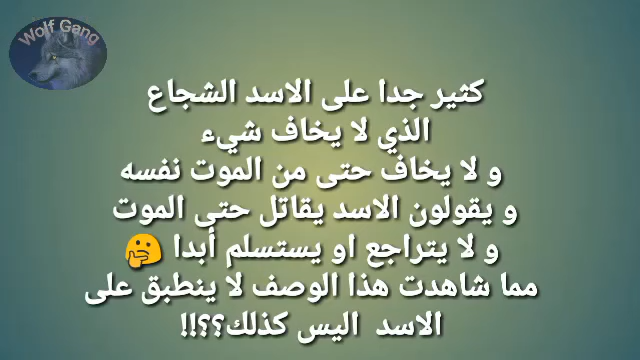 Wolf Gang
كثير جدا على الاسد الشجاع
الذي لا يخاف شيء
و لا يخاف حتى من الموت نفسه
و يقولون الاسد يقاتل حتى الموت
و لا يتراجع او يستسلم أبدا 🤔
مما شاهدت هذا الوصف لا ينطبق على
الاسد اليس كذلك؟؟!!